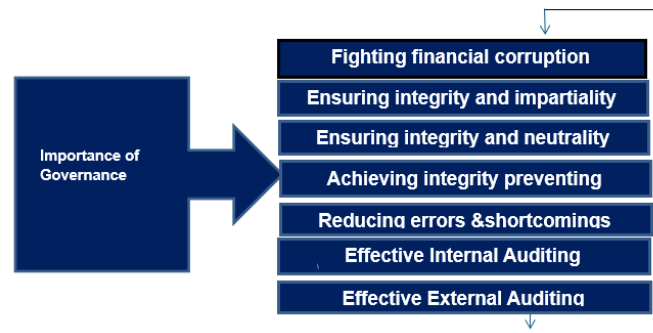 Importance of
Governance
Fighting financial corruption
Ensuring integrity and impartiality
Ensuring integrity and neutrality
Achieving integrity preventing
Reducing errors &shortcomings
Effective Internal Auditing
Effective External Auditing